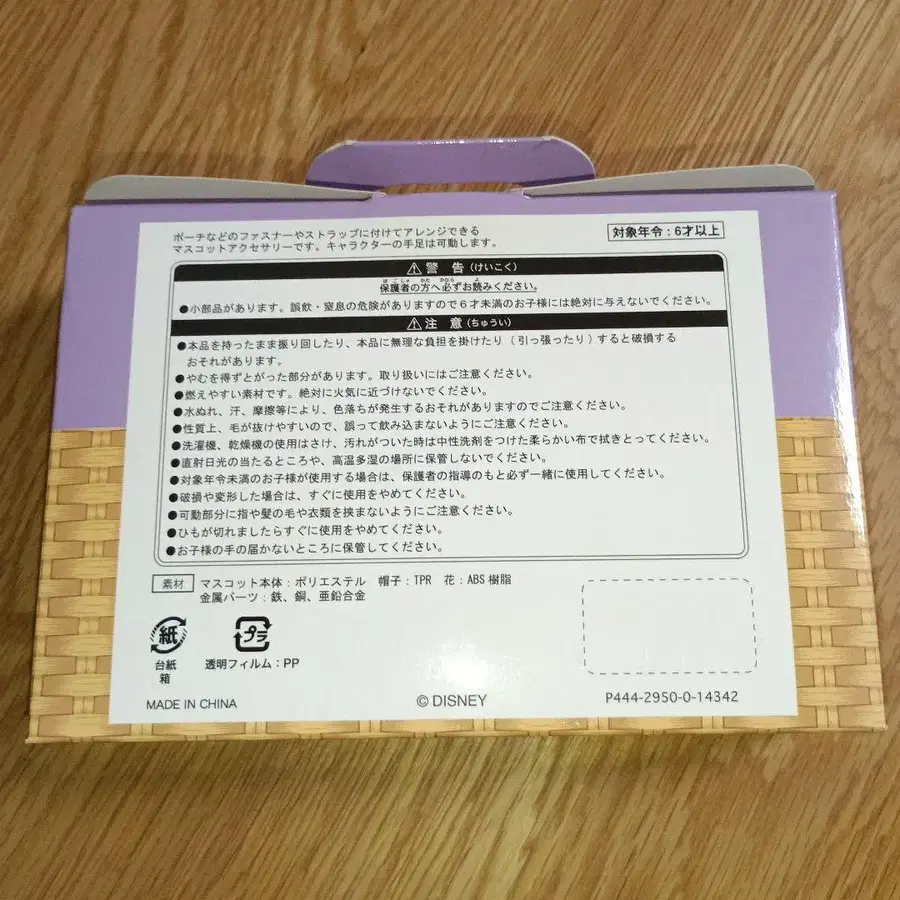 ポーチなどのファスナーやストラップに付けてアレンジできる
マスコットアクセサリーです。キャラクターの手足は可動します。
対象年令:6才以上
⚠警 告(けいこく)
保護者の方へ必ずお読みください。
●小部品があります。誤飲・窒息の危険がありますので6才未満のお子様には絶対に与えないでください。
⚠注 意(ちゅうい)
●本品を持ったまま振り回したり、本品に無理な負担を掛けたり(引っ張ったり)すると破損する
おそれがあります。
●やむを得ずとがった部分があります。取り扱いにはご注意ください。
●燃えやすい素材です。絶対に火気に近づけないでください。
●水ぬれ、汗、摩擦等により、色落ちが発生するおそれがありますのでご注意ください。
●性質上、毛が抜けやすいので、誤って飲み込まないようにご注意ください。
●洗濯機、乾燥機の使用はさけ、汚れがついた時は中性洗剤をつけた柔らかい布で拭きとってください。
●直射日光の当たるところや、高温多湿の場所に保管しないでください。
●対象年令未満のお子様が使用する場合は、保護者の指導のもと必ず一緒に使用してください。
●破損や変形した場合は、すぐに使用をやめてください。
●可動部分に指や髪の毛や衣類を挟まないようにご注意ください。
●ひもが切れましたらすぐに使用をやめてください。
●お子様の手の届かないところに保管してください。
素材 マスコット本体:ポリエステル 帽子:TPR 花:ABS樹脂
金属パーツ:鉄、銅、亜鉛合金
紙
台紙
箱
プラ
透明フィルム:PP
MADE IN CHINA
© DISNEY
P444-2950-0-14342